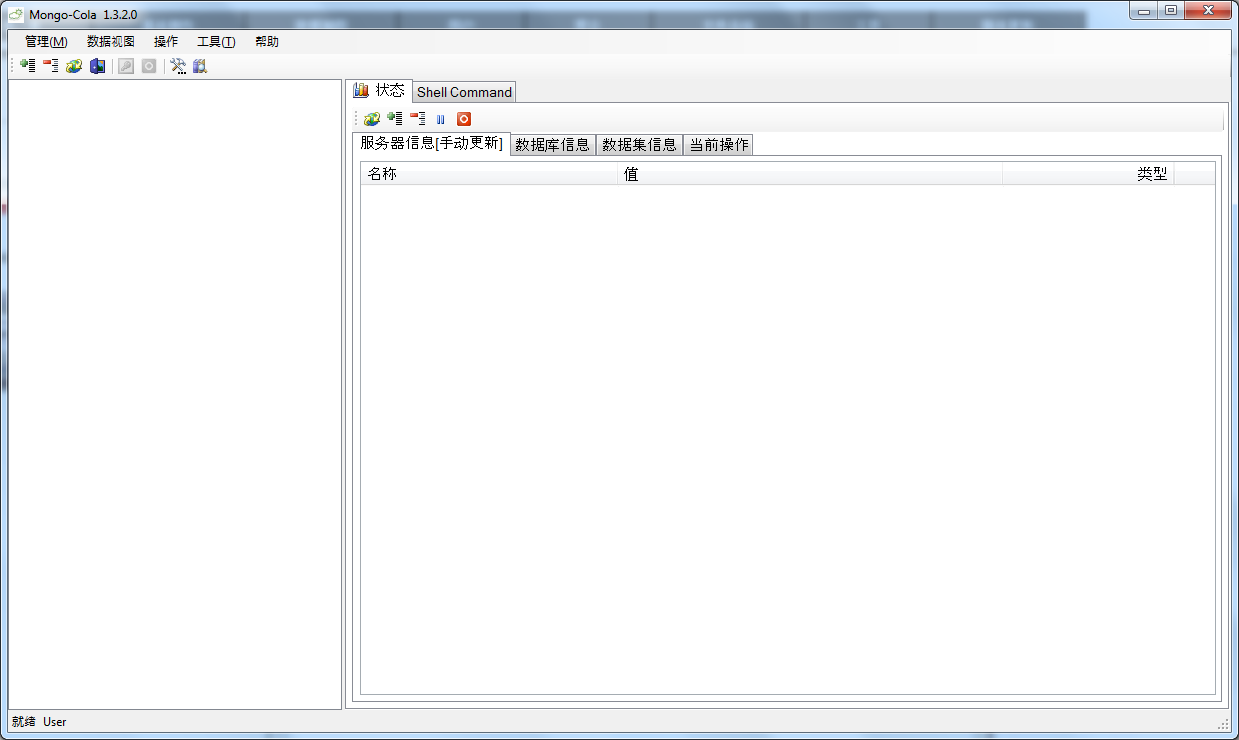 Mongo-Cola 1.3.2.0
管理(M) 数据视图 操作 工具(T) 帮助
状态 Shell Command
服务器信息[手动更新] 数据库信息 数据集信息 当前操作
名称 值 类型
就绪 User